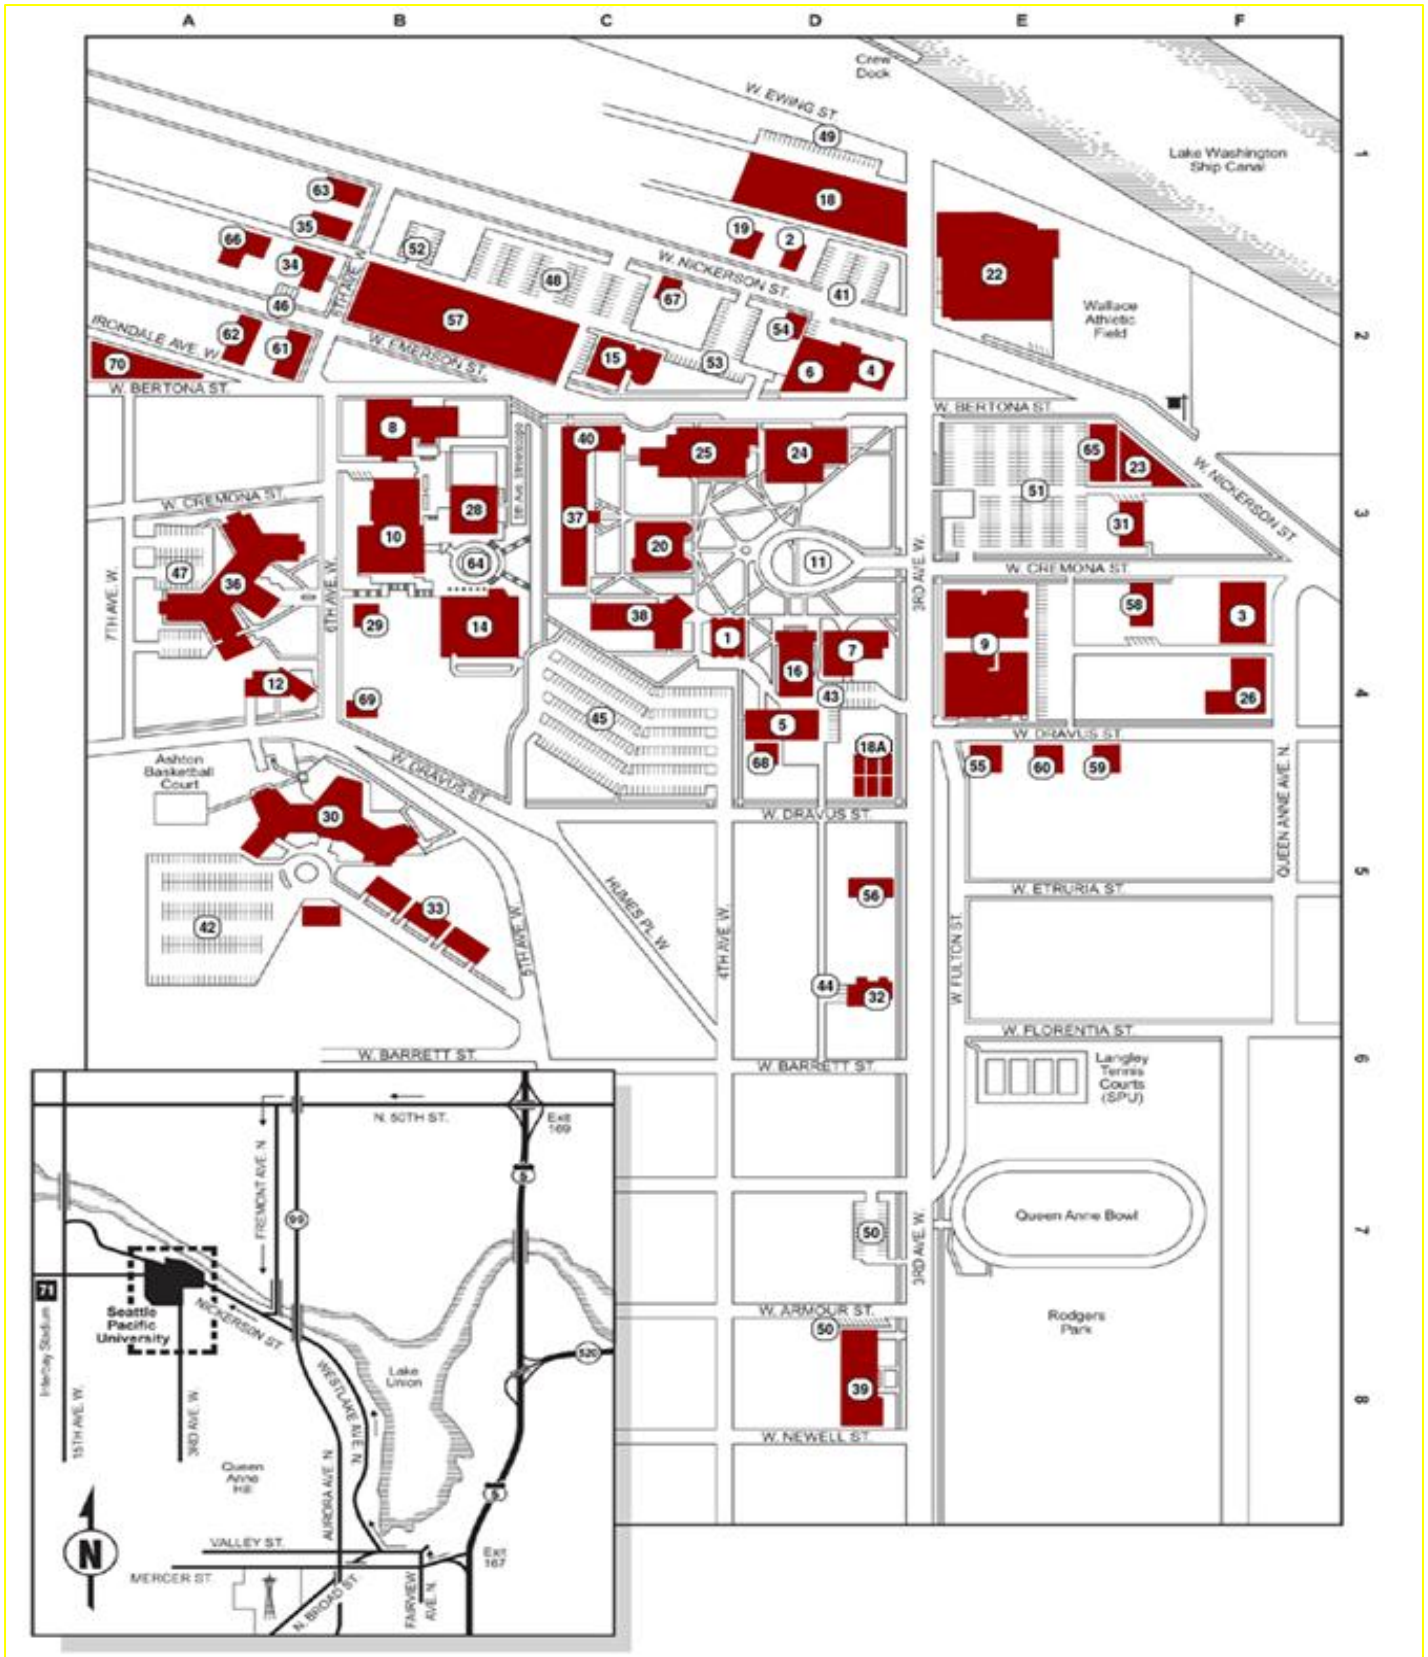 A B C D E F
Crew
Dock
W. EWING ST
49
1
Lake Washington
Ship Canal
63
18
35
19
2
66
52
34
W. NICKERSON ST.
22
48
41
46
67
5TH AVE. W.
57
54
Wallace
Athletic
Field
62
61
IRONDALE AVE. W.
W. EMERSON ST.
15
53
6
4
2
70
W. BERTONA ST.
W. BERTONA ST.
8
40
25
24
65
23
5th Ave. Streetscape
W. NICKERSON ST.
51
W. CREMONA ST.
28
37
31
3
10
20
11
47
64
3RD AVE. W.
W. CREMONA ST.
36
7TH AVE. W.
6TH AVE. W.
29
14
38
1
7
58
3
9
16
12
69
43
26
4
45
5
W. DRAVUS ST.
18A
68
55
60
59
Ashton
Basketball
Court
W. DRAVUS ST.
QUEEN ANNE AVE. N.
30
W. DRAVUS ST.
5
33
HUMES PL. W
56
W. ETRURIA ST.
42
5TH AVE. W.
4TH AVE. W.
W. FULTON ST.
44
32
W. FLORENTIA ST.
W. BARRETT ST.
W. BARRETT ST.
6
Langley
Tennis
Courts
(SPU)
N. 50TH ST.
Exit
169
5
FREMONT AVE. N
99
Queen Anne Bowl
50
7
3RD AVE. W.
71
Interbay Stadium
Seattle
Pacific
University
NICKERSON ST
W. ARMOUR ST.
50
Rodgers
Park
520
Lake
Union
WESTLAKE AVE. N.
39
8
15TH AVE. W.
3RD AVE. W.
W. NEWELL ST.
Queen
Anne
Hill
AURORA AVE. N
5
N
VALLEY ST.
Exit
167
MERCER ST.
N. BROAD ST.
FAIRVIEW
AVE. N.